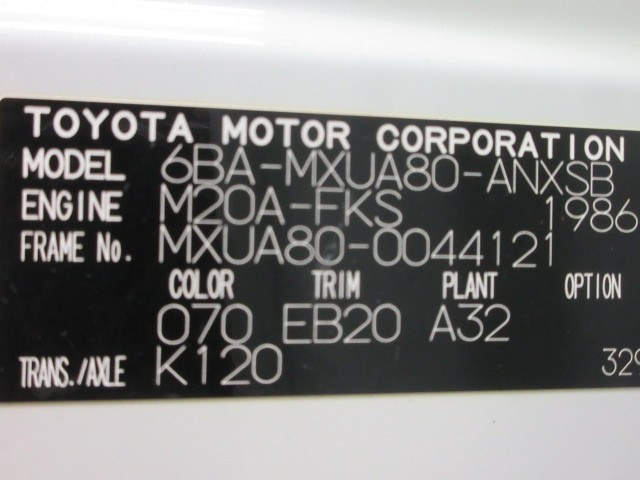 TOYOTA MOTOR CORPORATION
MODEL 6BA-MXUA80-ANXSB
ENGINE M20A-FKS 1986
FRAME No. MXUA80-0044121
COLOR TRIM PLANT OPTION
070 EB20 A32
TRANS./AXLE K120 329